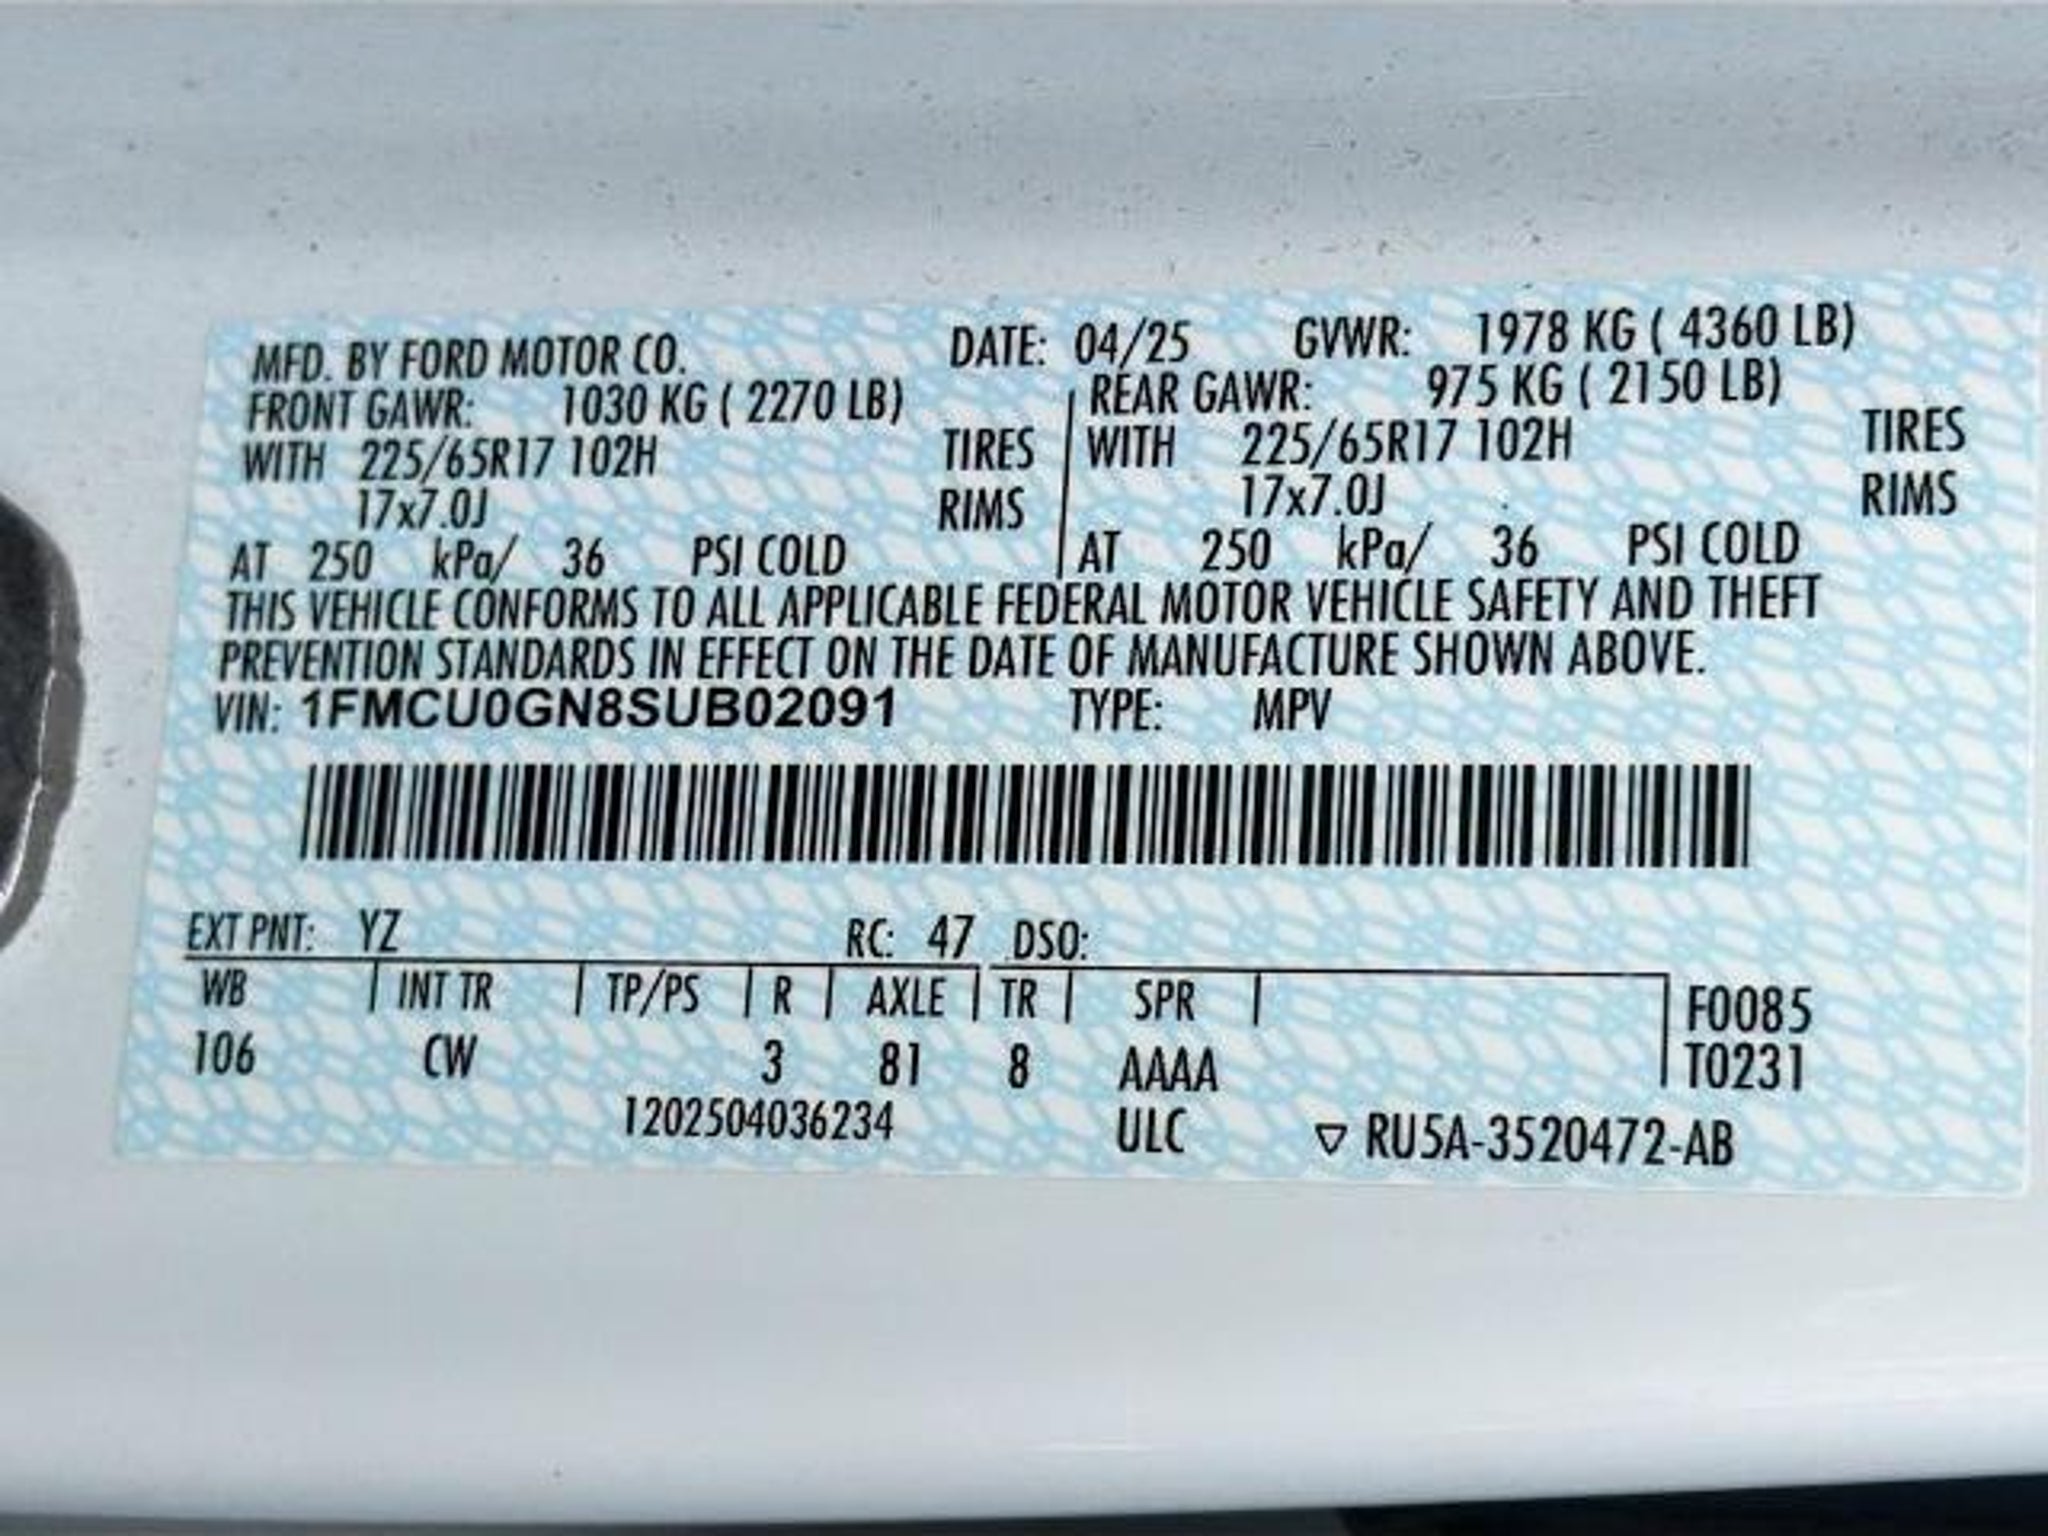 MFD. BY FORD MOTOR CO. DATE: 04/25 GVWR: 1978 KG ( 4360 LB)
FRONT GAWR: 1030 KG ( 2270 LB) REAR GAWR: 975 KG ( 2150 LB)
WITH 225/65R17 102H TIRES WITH 225/65R17 102H TIRES
17x7.0J RIMS 17x7.0J RIMS
AT 250 kPa/ 36 PSI COLD AT 250 kPa/ 36 PSI COLD
THIS VEHICLE CONFORMS TO ALL APPLICABLE FEDERAL MOTOR VEHICLE SAFETY AND THEFT
PREVENTION STANDARDS IN EFFECT ON THE DATE OF MANUFACTURE SHOWN ABOVE.
VIN: 1FMCU0GN8SUB02091 TYPE: MPV
EXT PNT: YZ RC: 47 DSO:
WB INT TR TP/PS R AXLE TR SPR F0085
106 CW 3 81 8 AAAA T0231
1202504036234 ULC ▽ RU5A-3520472-AB